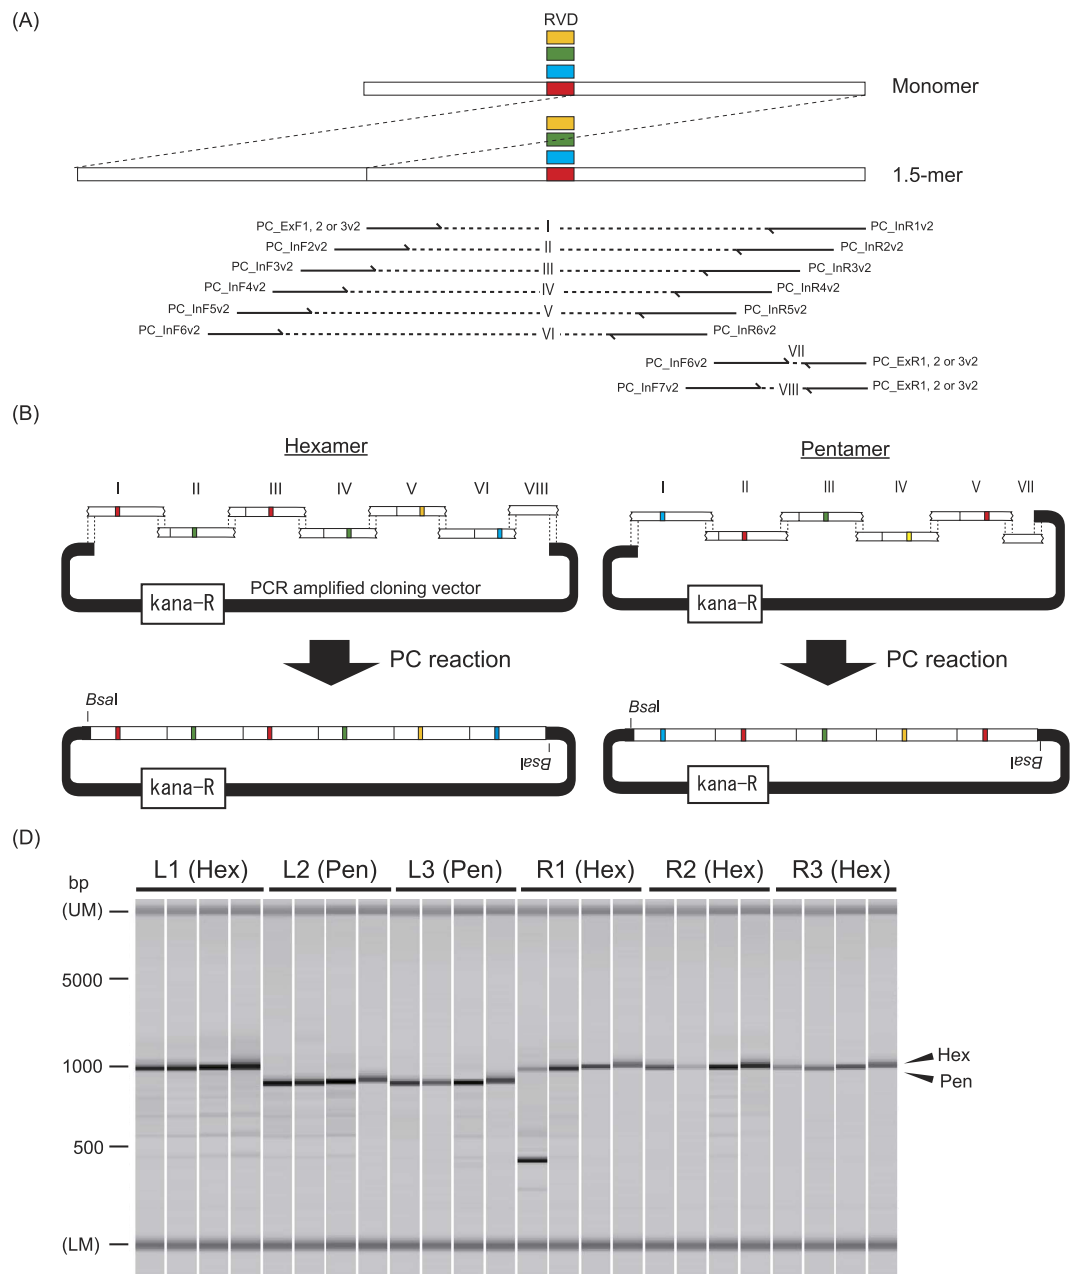 (A)
RVD
Monomer
1.5-mer
PC_ExF1, 2 or 3v2 I PC_InR1v2
PC_InF2v2 II PC_InR2v2
PC_InF3v2 III PC_InR3v2
PC_InF4v2 IV PC_InR4v2
PC_InF5v2 V PC_InR5v2
PC_InF6v2 VI PC_InR6v2
PC_InF6v2 VII PC_ExR1, 2 or 3v2
PC_InF7v2 VIII PC_ExR1, 2 or 3v2
(B)
Hexamer
I II III IV V VI VIII
PCR amplified cloning vector
kana-R
PC reaction
BsaI
BsaI
kana-R
Pentamer
I II III IV V VII
kana-R
PC reaction
BsaI
BsaI
kana-R
(D)
L1 (Hex) L2 (Pen) L3 (Pen) R1 (Hex) R2 (Hex) R3 (Hex)
bp
(UM)
5000
1000
500
(LM)
Hex
Pen